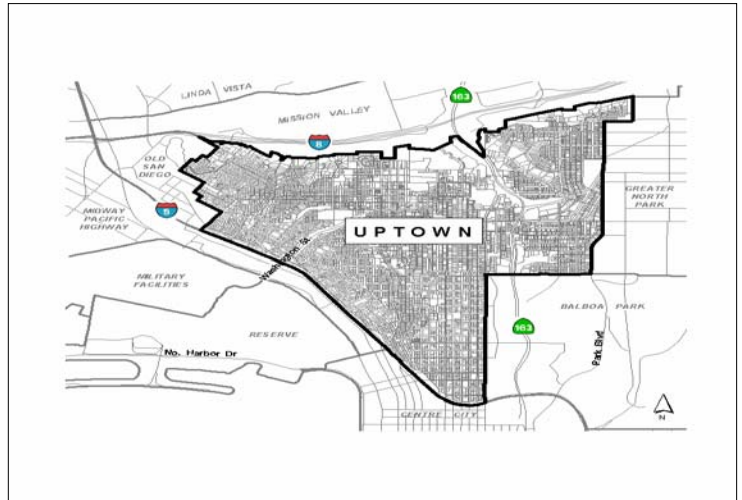 LINDA VISTA
163
MISSION VALLEY
8
OLD
SAN
DIEGO
5
MIDWAY
PACIFIC
HIGHWAY
GREATER
NORTH
PARK
UPTOWN
Washington St.
MILITARY
FACILITIES
BALBOA PARK
163
RESERVE
Park Blvd
No. Harbor Dr
CENTRE CITY
N